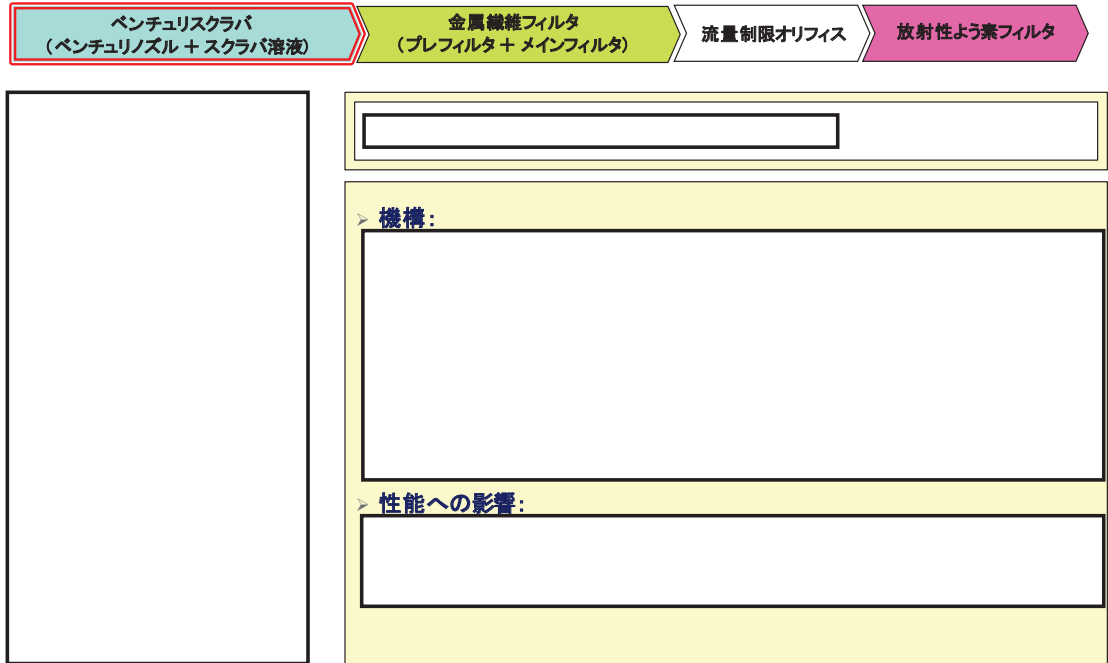 ベンチュリスクラバ
(ベンチュリノズル + スクラバ溶液)
金属繊維フィルタ
(プレフィルタ + メインフィルタ)
流量制限オリフィス
放射性よう素フィルタ
➢ 機構:
➢ 性能への影響: